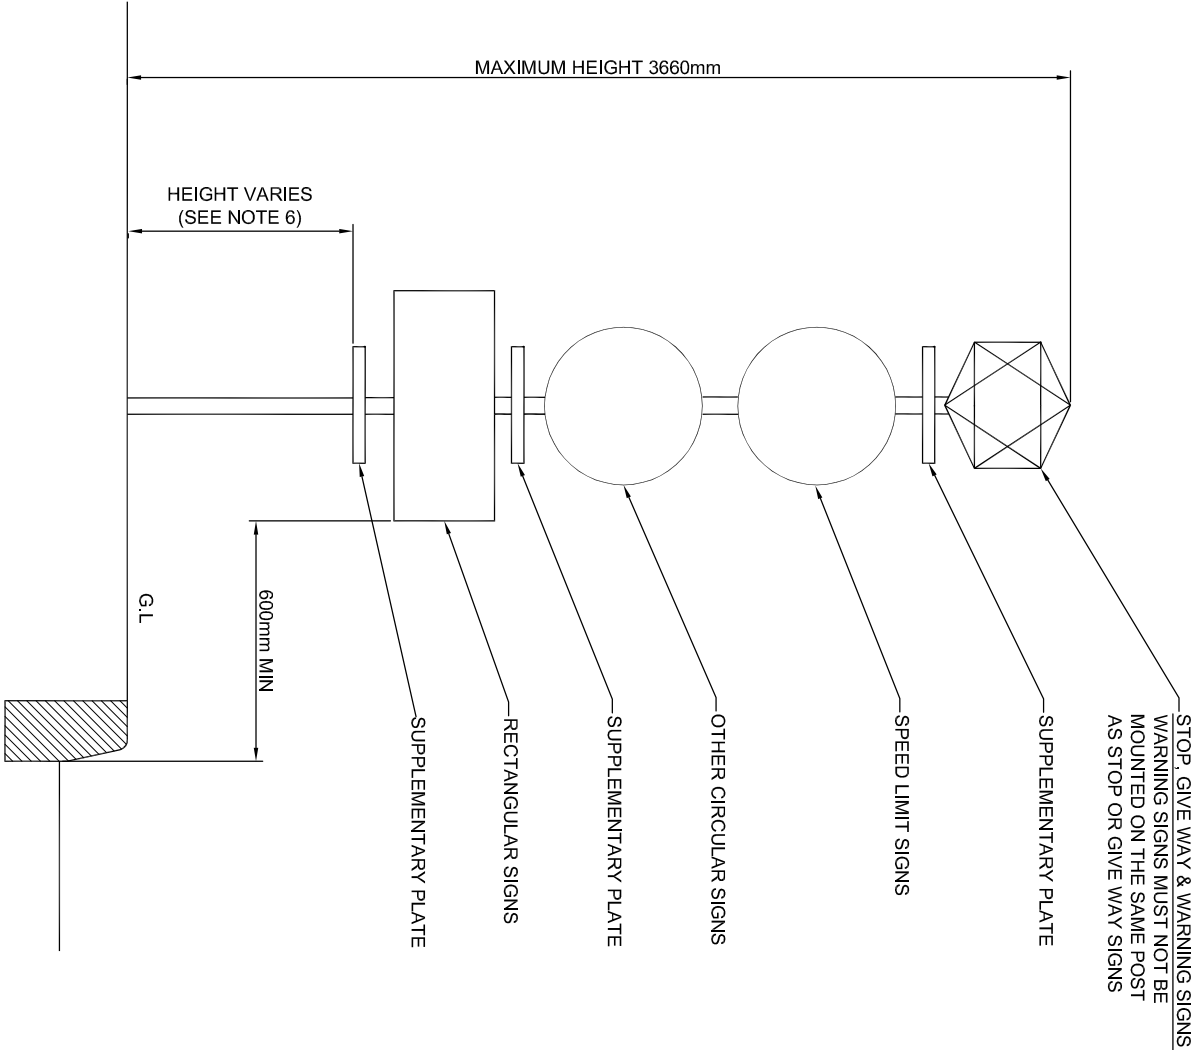 MAXIMUM HEIGHT 3660mm
HEIGHT VARIES
(SEE NOTE 6)
STOP, GIVE WAY & WARNING SIGNS
WARNING SIGNS MUST NOT BE
MOUNTED ON THE SAME POST
AS STOP OR GIVE WAY SIGNS
SUPPLEMENTARY PLATE
SPEED LIMIT SIGNS
OTHER CIRCULAR SIGNS
SUPPLEMENTARY PLATE
RECTANGULAR SIGNS
SUPPLEMENTARY PLATE
600mm MIN
G.L